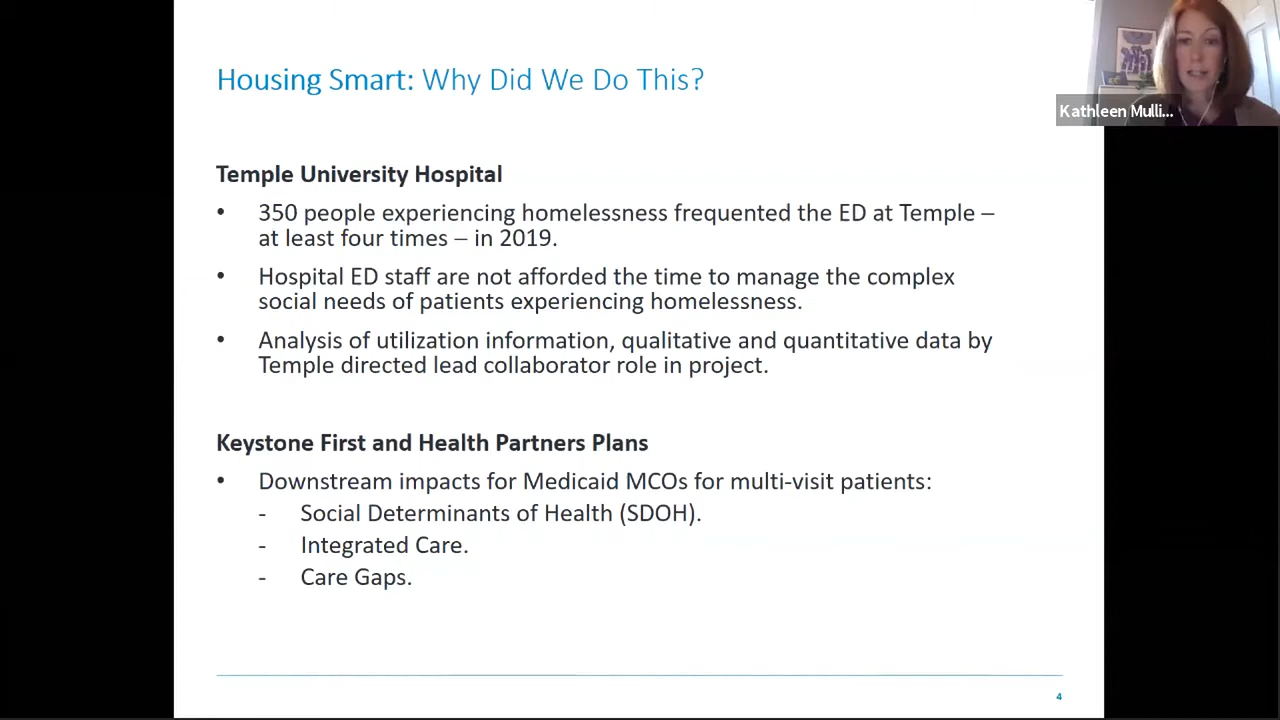 Housing Smart: Why Did We Do This?
Kathleen Mulli...
Temple University Hospital
• 350 people experiencing homelessness frequented the ED at Temple –
at least four times – in 2019.
• Hospital ED staff are not afforded the time to manage the complex
social needs of patients experiencing homelessness.
• Analysis of utilization information, qualitative and quantitative data by
Temple directed lead collaborator role in project.
Keystone First and Health Partners Plans
• Downstream impacts for Medicaid MCOs for multi-visit patients:
- Social Determinants of Health (SDOH).
- Integrated Care.
- Care Gaps.
4